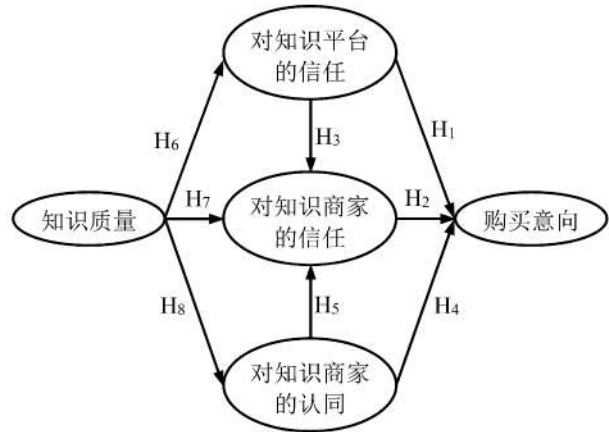 对知识平台
的信任
H6
H3
H1
知识质量
H7
对知识商家
的信任
H2
购买意向
H8
H5
H4
对知识商家
的认同